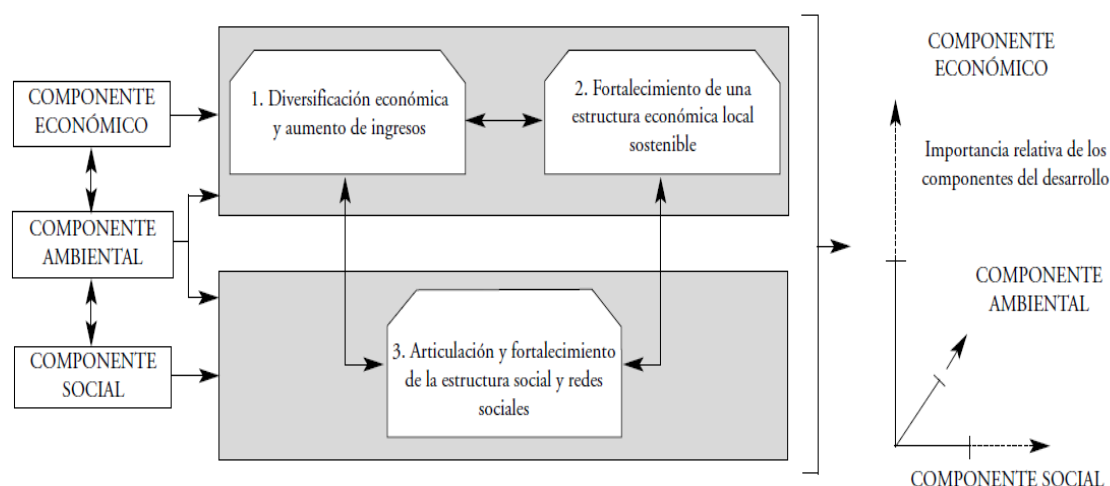 COMPONENTE
ECONÓMICO
COMPONENTE
AMBIENTAL
COMPONENTE
SOCIAL
1. Diversificación económica
y aumento de ingresos
2. Fortalecimiento de una
estructura económica local
sostenible
3. Articulación y fortalecimiento
de la estructura social y redes
sociales
COMPONENTE
ECONÓMICO
Importancia relativa de los
componentes del desarrollo
COMPONENTE
AMBIENTAL
COMPONENTE SOCIAL